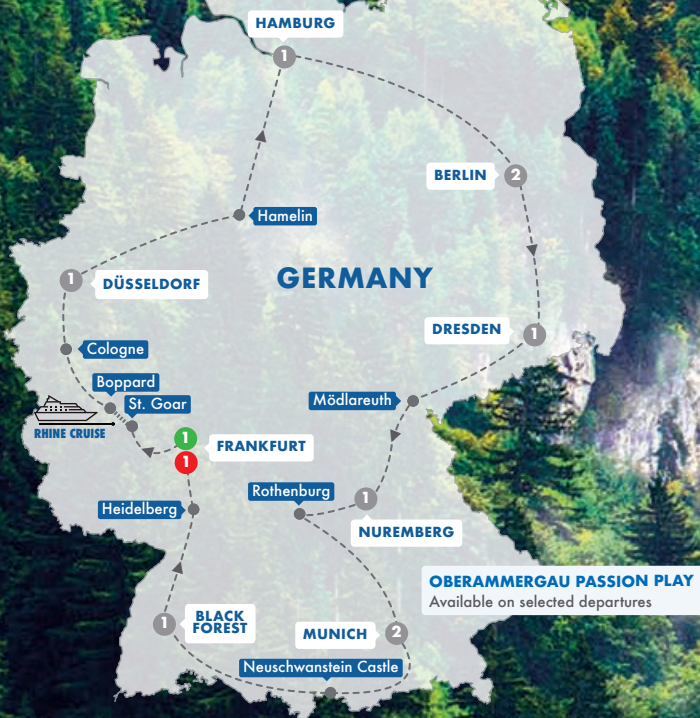 HAMBURG
1
BERLIN
2
Hamelin
GERMANY
1
DÜSSELDORF
DRESDEN
1
Cologne
Boppard
St. Goar
Mödlareuth
RHINE CRUISE
1
FRANKFURT
1
Rothenburg
1
Heidelberg
NUREMBERG
OBERAMMERGAU PASSION PLAY
Available on selected departures
1
BLACK
FOREST
MUNICH
2
Neuschwanstein Castle